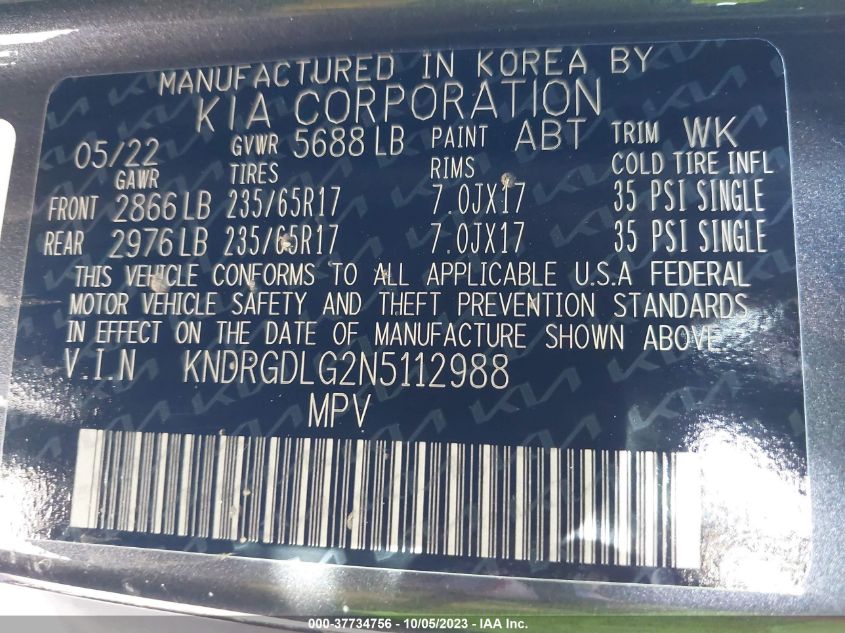 MANUFACTURED IN KOREA BY
KIA CORPORATION
05/22 GVWR 5688 LB PAINT ABT TRIM WK
GAWR TIRES RIMS COLD TIRE INFL
FRONT 2866 LB 235/65R17 7.0JX17 35 PSI SINGLE
REAR 2976 LB 235/65R17 7.0JX17 35 PSI SINGLE
THIS VEHICLE CONFORMS TO ALL APPLICABLE U.S.A FEDERAL
MOTOR VEHICLE SAFETY AND THEFT PREVENTION STANDARDS
IN EFFECT ON THE DATE OF MANUFACTURE SHOWN ABOVE.
V.I.N KNDRGDLG2N5112988
MPV
000-37734756 - 10/05/2023 - IAAI Inc.